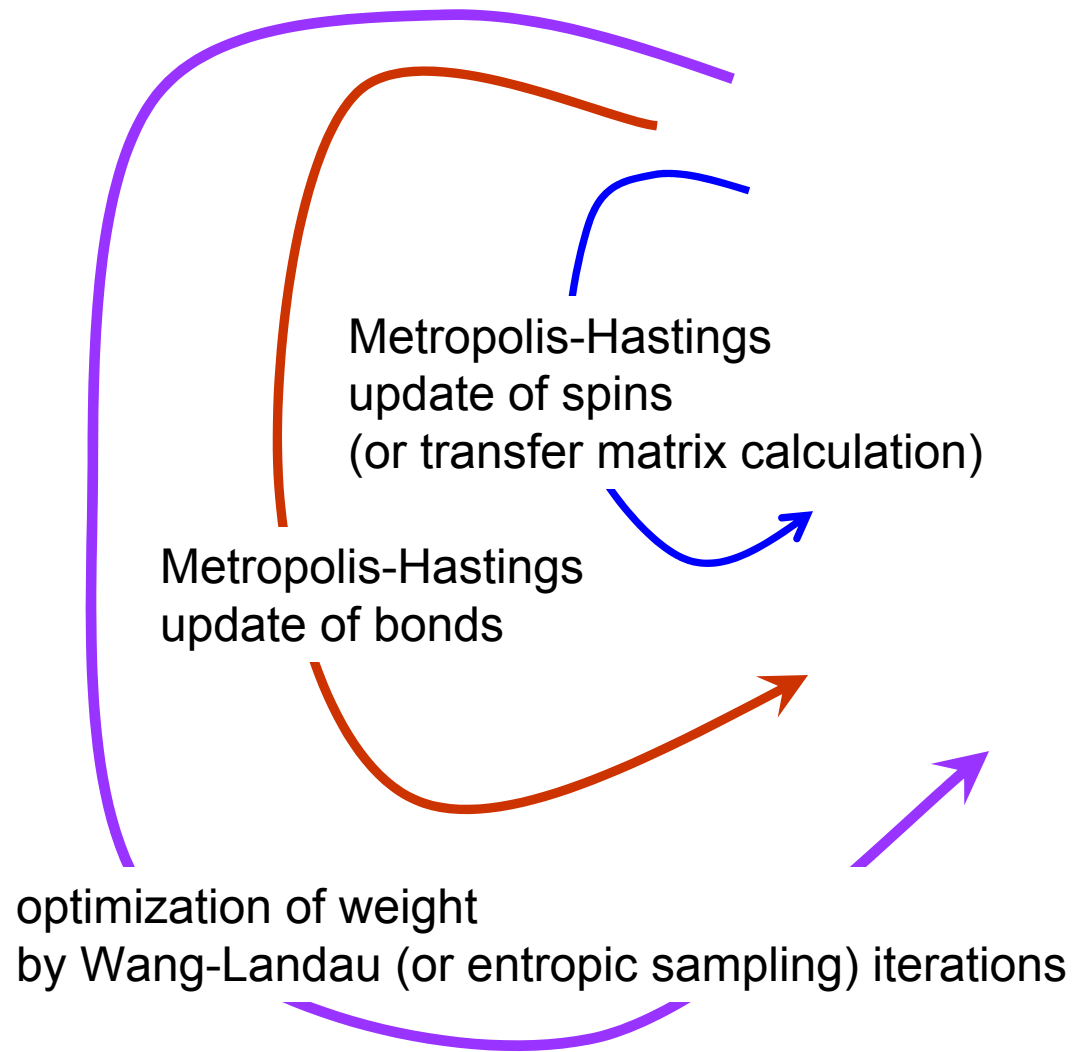 Metropolis-Hastings
update of spins
(or transfer matrix calculation)
Metropolis-Hastings
update of bonds
optimization of weight
by Wang-Landau (or entropic sampling) iterations